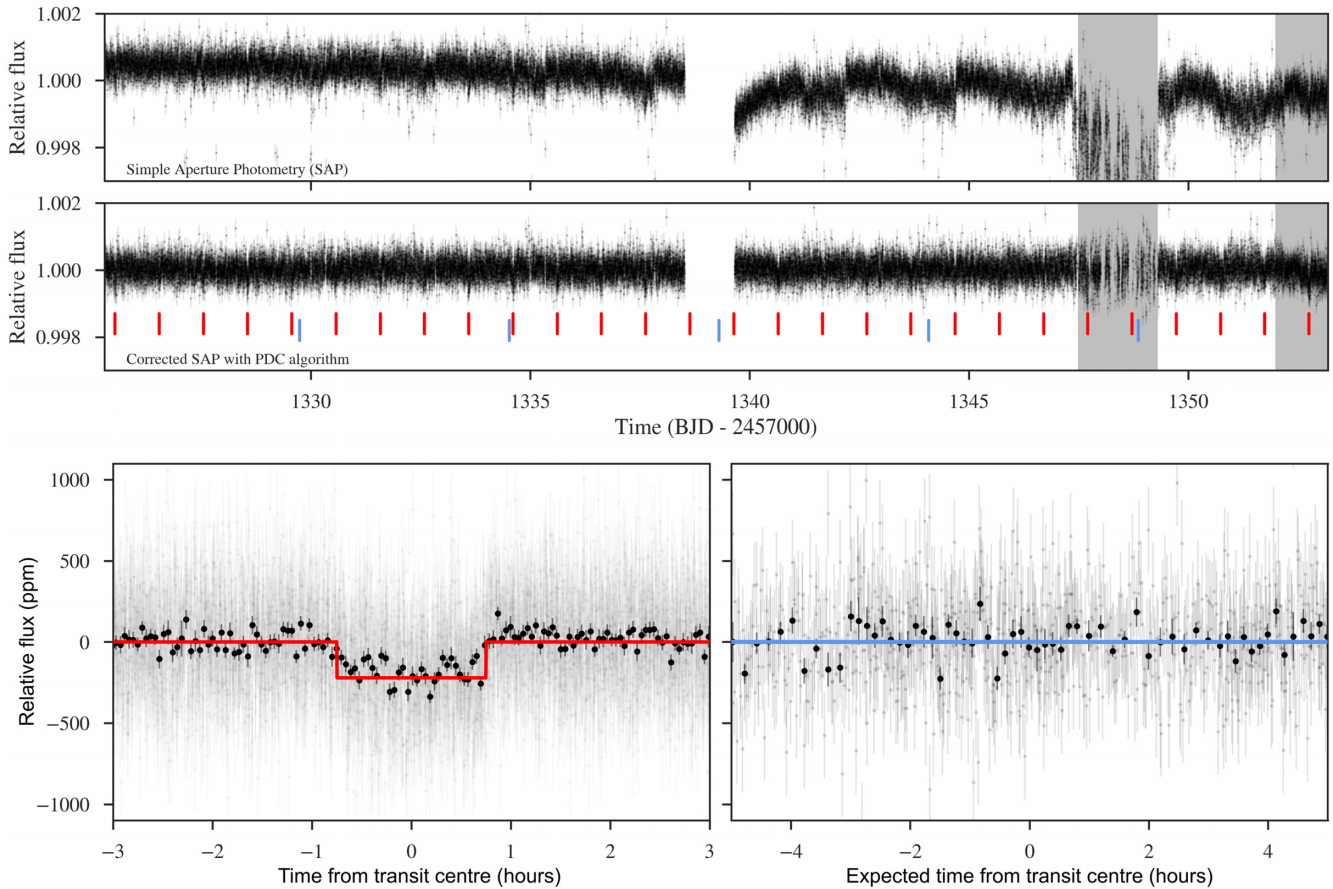 1.002
1.000
0.998
Relative flux
Simple Aperture Photometry (SAP)
1.002
1.000
0.998
Relative flux
Corrected SAP with PDC algorithm
1330 1335 1340 1345 1350
Time (BJD - 2457000)
1000
500
0
−500
−1000
Relative flux (ppm)
−3 −2 −1 0 1 2 3
Time from transit centre (hours)
−4 −2 0 2 4
Expected time from transit centre (hours)